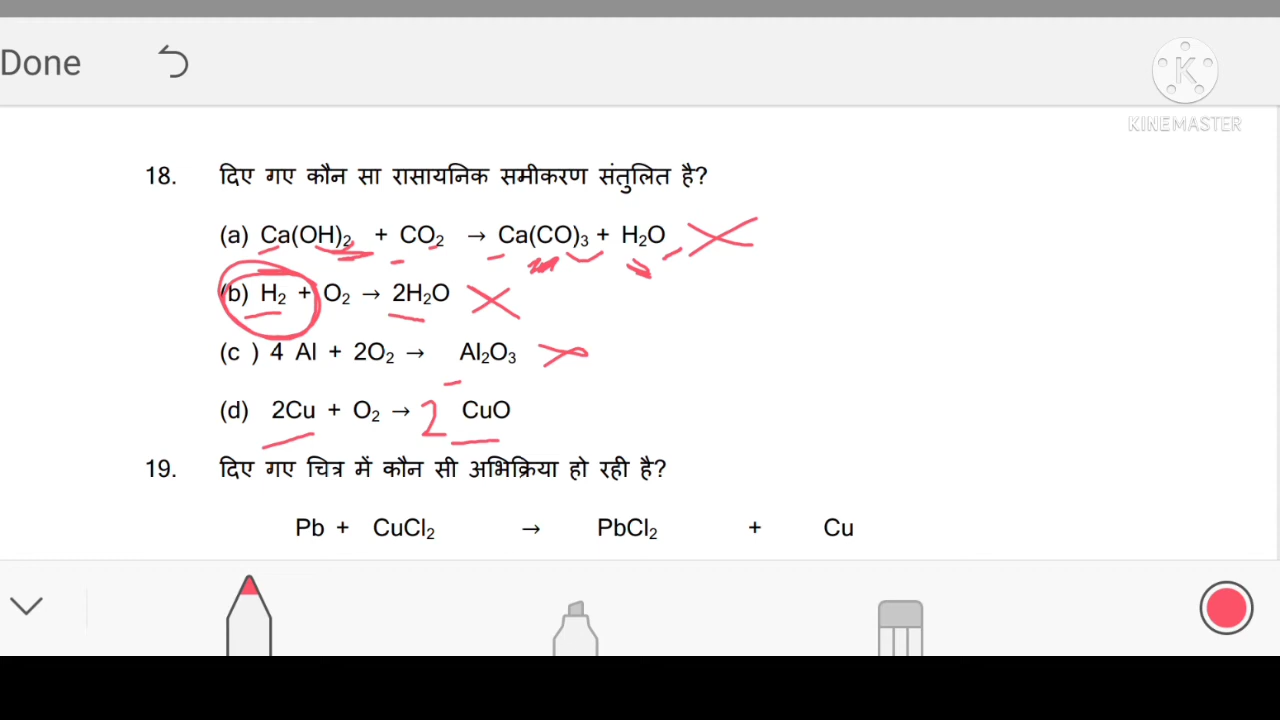 Done
KINEMASTER
18. दिए गए कौन सा रासायनिक समीकरण संतुलित है?
(a) Ca(OH)₂ + CO₂ → Ca(CO)₃ + H₂O
(b) H₂ + O₂ → 2H₂O
(c ) 4 Al + 2O₂ → Al₂O₃
(d) 2Cu + O₂ → 2 CuO
19. दिए गए चित्र में कौन सी अभिक्रिया हो रही है?
Pb + CuCl₂ → PbCl₂ + Cu